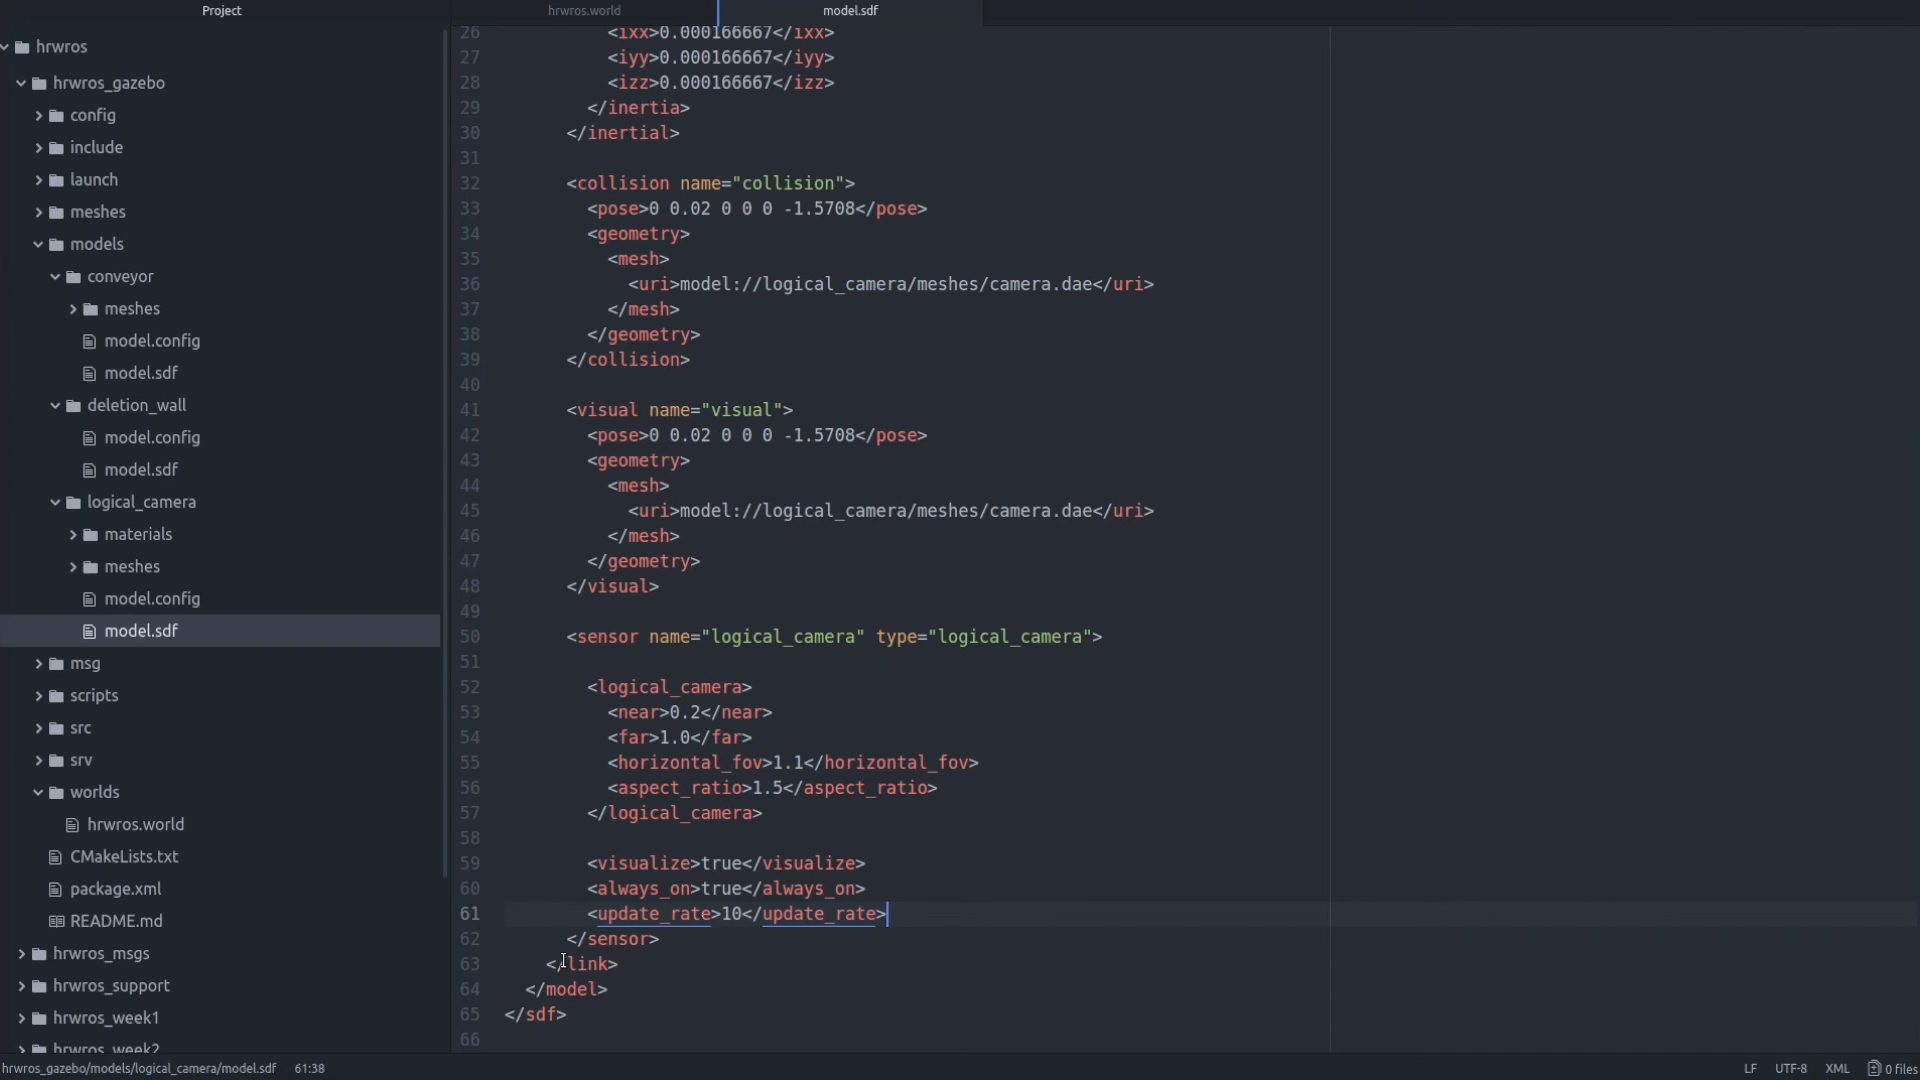 Project
hrwros.world
model.sdf
hrwros
hrwros_gazebo
config
include
launch
meshes
models
conveyor
meshes
model.config
model.sdf
deletion_wall
model.config
model.sdf
logical_camera
materials
meshes
model.config
model.sdf
msg
scripts
src
srv
worlds
hrwros.world
CMakeLists.txt
package.xml
README.md
hrwros_msgs
hrwros_support
hrwros_week1
hrwros_week2
26 <ixx>0.000166667</ixx>
27 <iyy>0.000166667</iyy>
28 <izz>0.000166667</izz>
29 </inertia>
30 </inertial>
31
32 <collision name="collision">
33 <pose>0 0.02 0 0 0 -1.5708</pose>
34 <geometry>
35 <mesh>
36 <uri>model://logical_camera/meshes/camera.dae</uri>
37 </mesh>
38 </geometry>
39 </collision>
40
41 <visual name="visual">
42 <pose>0 0.02 0 0 0 -1.5708</pose>
43 <geometry>
44 <mesh>
45 <uri>model://logical_camera/meshes/camera.dae</uri>
46 </mesh>
47 </geometry>
48 </visual>
49
50 <sensor name="logical_camera" type="logical_camera">
51
52 <logical_camera>
53 <near>0.2</near>
54 <far>1.0</far>
55 <horizontal_fov>1.1</horizontal_fov>
56 <aspect_ratio>1.5</aspect_ratio>
57 </logical_camera>
58
59 <visualize>true</visualize>
60 <always_on>true</always_on>
61 <update_rate>10</update_rate>
62 </sensor>
63 </link>
64 </model>
65 </sdf>
66
hrwros_gazebo/models/logical_camera/model.sdf 61:38
LF UTF-8 XML 0 files